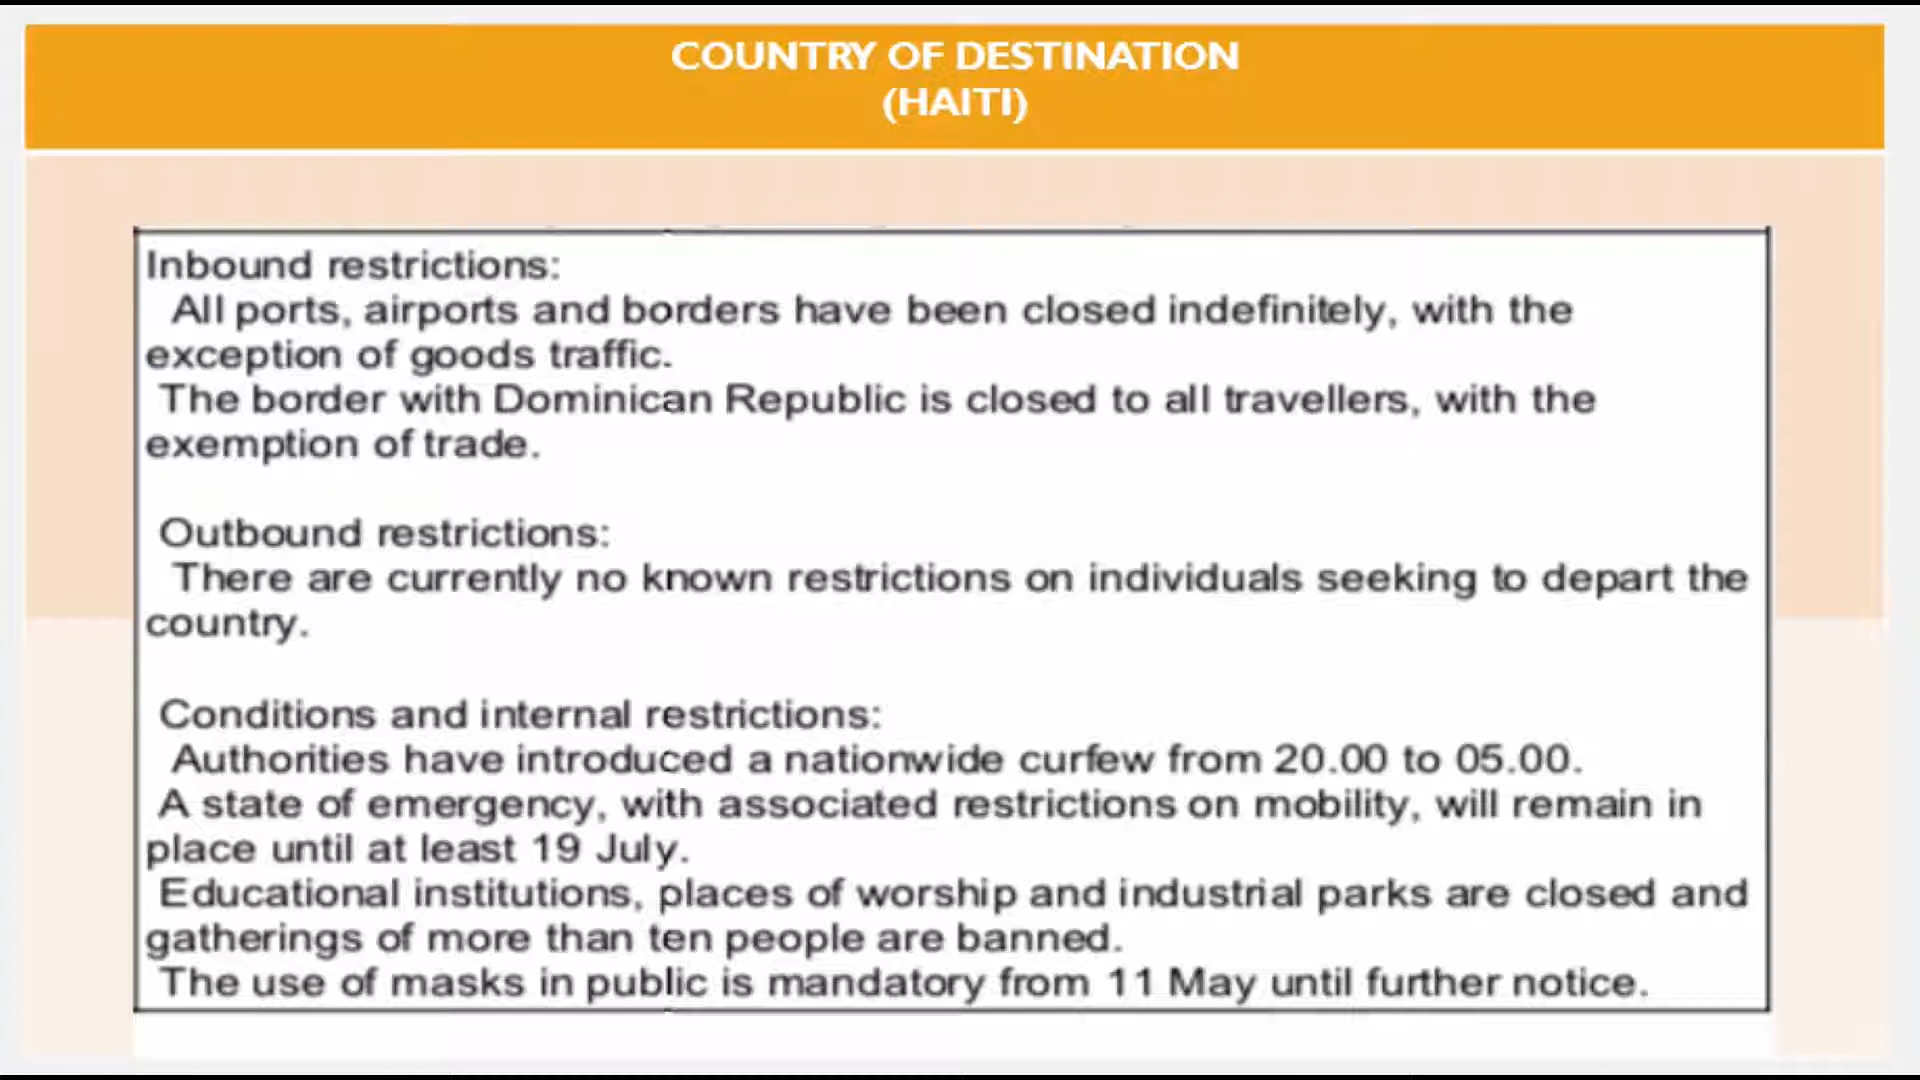 COUNTRY OF DESTINATION
(HAITI)
Inbound restrictions:
All ports, airports and borders have been closed indefinitely, with the
exception of goods traffic.
The border with Dominican Republic is closed to all travellers, with the
exemption of trade.
Outbound restrictions:
There are currently no known restrictions on individuals seeking to depart the
country.
Conditions and internal restrictions:
Authorities have introduced a nationwide curfew from 20.00 to 05.00.
A state of emergency, with associated restrictions on mobility, will remain in
place until at least 19 July.
Educational institutions, places of worship and industrial parks are closed and
gatherings of more than ten people are banned.
The use of masks in public is mandatory from 11 May until further notice.